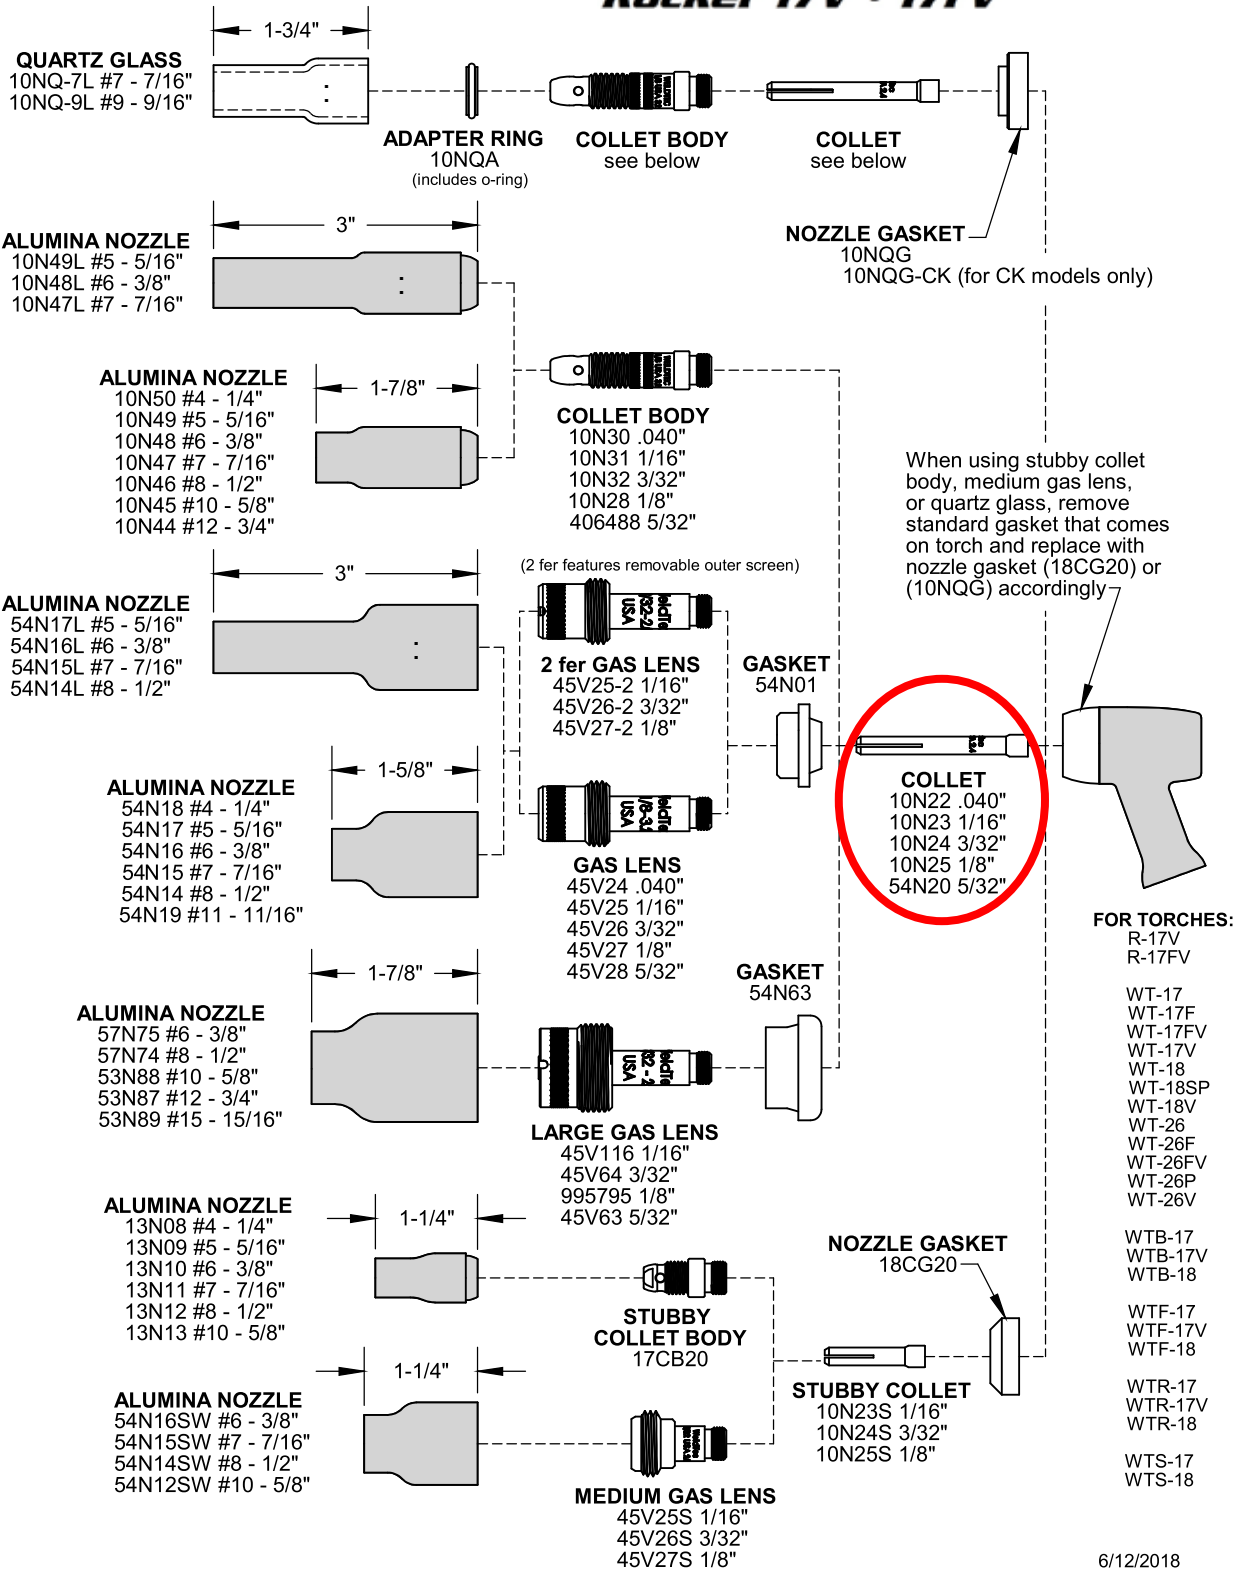 Rocket 17V • 17FV
1-3/4"
QUARTZ GLASS
10NQ-7L #7 - 7/16"
10NQ-9L #9 - 9/16"
ADAPTER RING
10NQA
(includes o-ring)
COLLET BODY
see below
COLLET
see below
NOZZLE GASKET
10NQG
10NQG-CK (for CK models only)
3"
ALUMINA NOZZLE
10N49L #5 - 5/16"
10N48L #6 - 3/8"
10N47L #7 - 7/16"
1-7/8"
ALUMINA NOZZLE
10N50 #4 - 1/4"
10N49 #5 - 5/16"
10N48 #6 - 3/8"
10N47 #7 - 7/16"
10N46 #8 - 1/2"
10N45 #10 - 5/8"
10N44 #12 - 3/4"
COLLET BODY
10N30 .040"
10N31 1/16"
10N32 3/32"
10N28 1/8"
406488 5/32"
When using stubby collet
body, medium gas lens,
or quartz glass, remove
standard gasket that comes
on torch and replace with
nozzle gasket (18CG20) or
(10NQG) accordingly
3"
ALUMINA NOZZLE
54N17L #5 - 5/16"
54N16L #6 - 3/8"
54N15L #7 - 7/16"
54N14L #8 - 1/2"
(2 fer features removable outer screen)
USA
2 fer GAS LENS
45V25-2 1/16"
45V26-2 3/32"
45V27-2 1/8"
GASKET
54N01
1-5/8"
ALUMINA NOZZLE
54N18 #4 - 1/4"
54N17 #5 - 5/16"
54N16 #6 - 3/8"
54N15 #7 - 7/16"
54N14 #8 - 1/2"
54N19 #11 - 11/16"
USA
GAS LENS
45V24 .040"
45V25 1/16"
45V26 3/32"
45V27 1/8"
45V28 5/32"
COLLET
10N22 .040"
10N23 1/16"
10N24 3/32"
10N25 1/8"
54N20 5/32"
1-7/8"
ALUMINA NOZZLE
57N75 #6 - 3/8"
57N74 #8 - 1/2"
53N88 #10 - 5/8"
53N87 #12 - 3/4"
53N89 #15 - 15/16"
USA
LARGE GAS LENS
45V116 1/16"
45V64 3/32"
995795 1/8"
45V63 5/32"
GASKET
54N63
FOR TORCHES:
R-17V
R-17FV
WT-17
WT-17F
WT-17FV
WT-17V
WT-18
WT-18SP
WT-18V
WT-26
WT-26F
WT-26FV
WT-26P
WT-26V
WTB-17
WTB-17V
WTB-18
WTF-17
WTF-17V
WTF-18
WTR-17
WTR-17V
WTR-18
WTS-17
WTS-18
1-1/4"
ALUMINA NOZZLE
13N08 #4 - 1/4"
13N09 #5 - 5/16"
13N10 #6 - 3/8"
13N11 #7 - 7/16"
13N12 #8 - 1/2"
13N13 #10 - 5/8"
STUBBY
COLLET BODY
17CB20
NOZZLE GASKET
18CG20
STUBBY COLLET
10N23S 1/16"
10N24S 3/32"
10N25S 1/8"
1-1/4"
ALUMINA NOZZLE
54N16SW #6 - 3/8"
54N15SW #7 - 7/16"
54N14SW #8 - 1/2"
54N12SW #10 - 5/8"
MEDIUM GAS LENS
45V25S 1/16"
45V26S 3/32"
45V27S 1/8"
6/12/2018